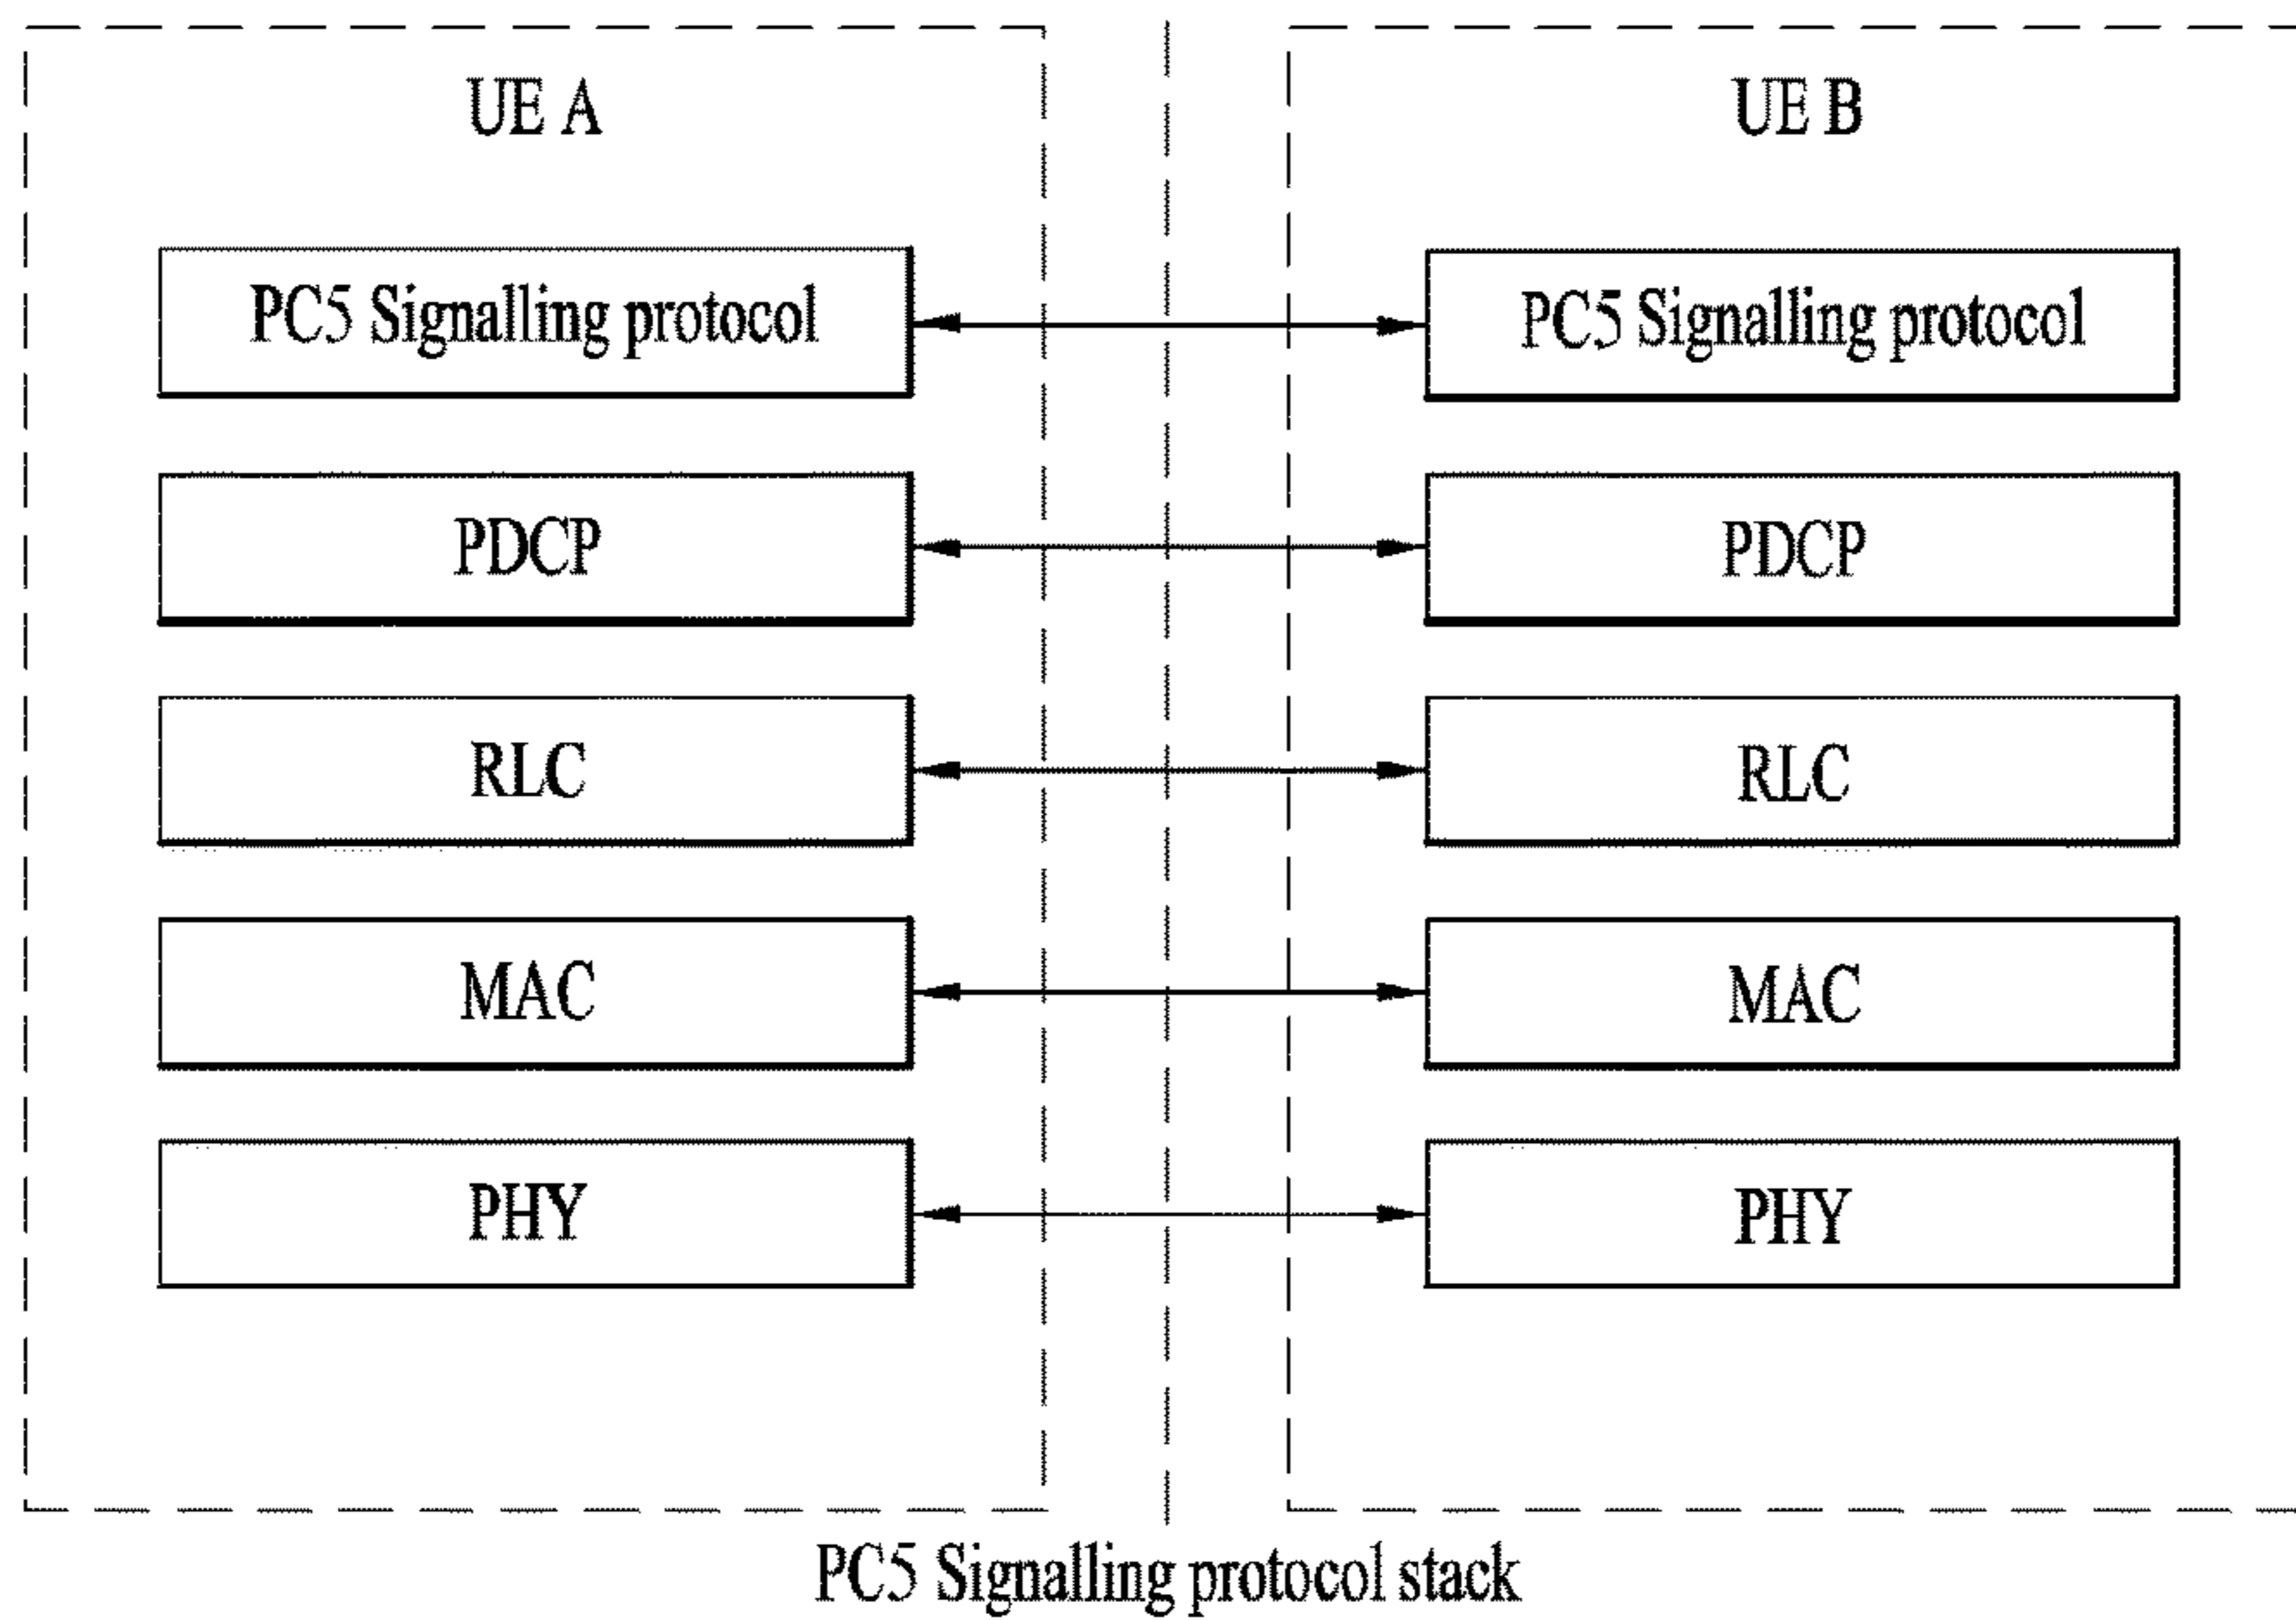 UE A
UE B
PC5 Signalling protocol
PC5 Signalling protocol
PDCP
PDCP
RLC
RLC
MAC
MAC
PHY
PHY
PC5 Signalling protocol stack